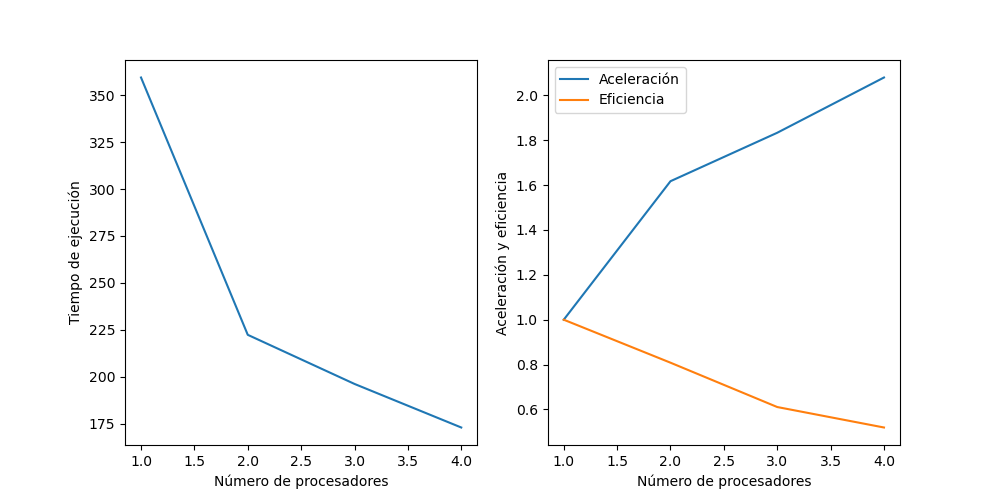 350
325
300
275
250
225
200
175
Tiempo de ejecución
1.0 1.5 2.0 2.5 3.0 3.5 4.0
Número de procesadores
Aceleración
Eficiencia
2.0
1.8
1.6
1.4
1.2
1.0
0.8
0.6
Aceleración y eficiencia
1.0 1.5 2.0 2.5 3.0 3.5 4.0
Número de procesadores